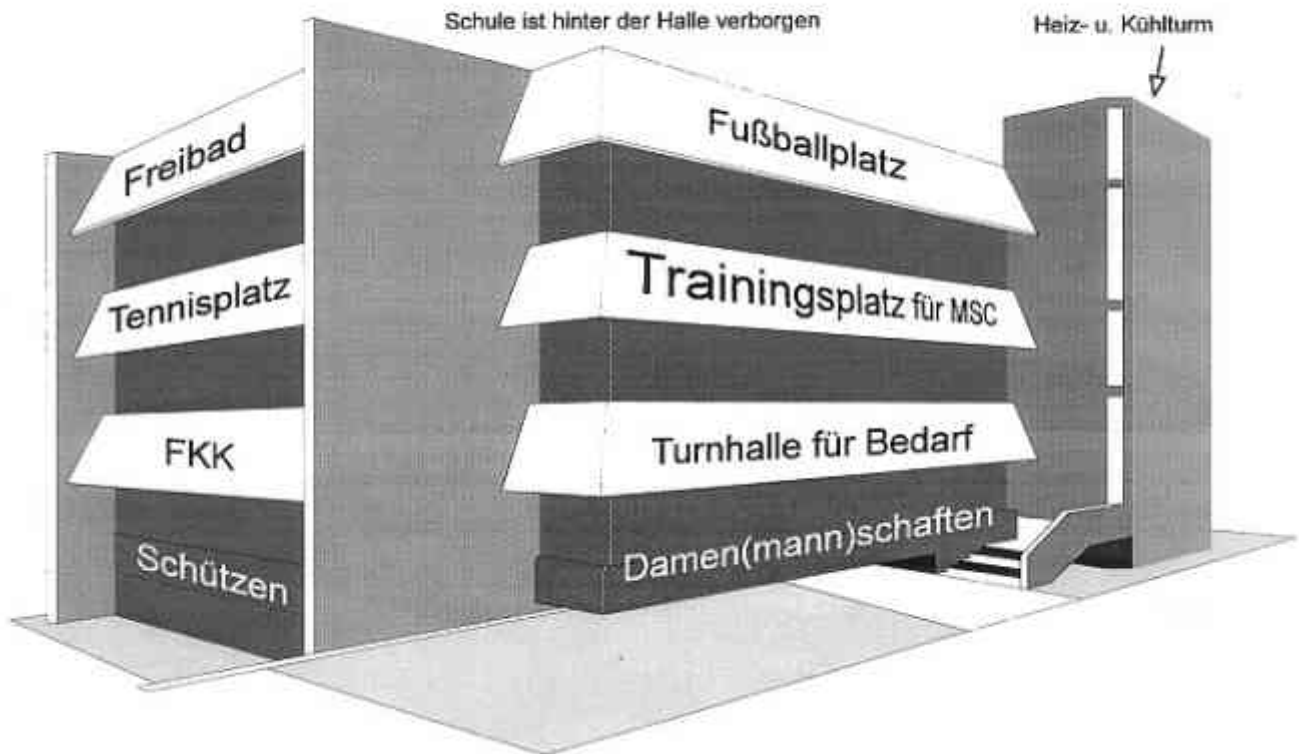 Schule ist hinter der Halle verborgen
Heiz- u. Kühlturm
Freibad
Fußballplatz
Tennisplatz
Trainingsplatz für MSC
FKK
Turnhalle für Bedarf
Schützen
Damen(mann)schaften